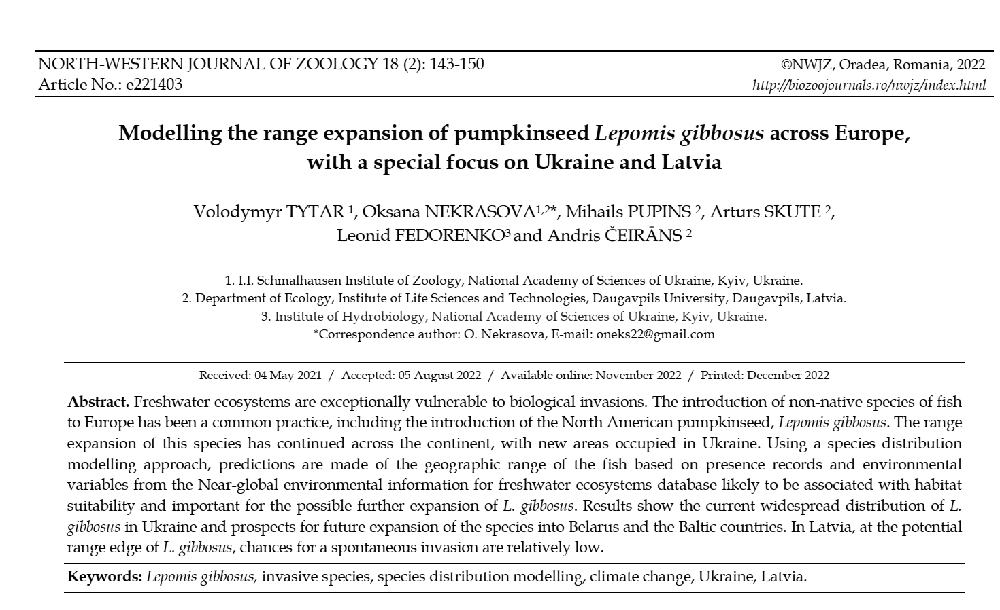 NORTH-WESTERN JOURNAL OF ZOOLOGY 18 (2): 143-150
©NWJZ, Oradea, Romania, 2022
Article No.: e221403
http://biozoojournals.ro/nwjz/index.html
Modelling the range expansion of pumpkinseed Lepomis gibbosus across Europe,
with a special focus on Ukraine and Latvia
Volodymyr TYTAR 1, Oksana NEKRASOVA1,2*, Mihails PUPINS 2, Arturs SKUTE 2,
Leonid FEDORENKO3 and Andris ČEIRĀNS 2
1. I.I. Schmalhausen Institute of Zoology, National Academy of Sciences of Ukraine, Kyiv, Ukraine.
2. Department of Ecology, Institute of Life Sciences and Technologies, Daugavpils University, Daugavpils, Latvia.
3. Institute of Hydrobiology, National Academy of Sciences of Ukraine, Kyiv, Ukraine.
*Correspondence author: O. Nekrasova, E-mail: oneks22@gmail.com
Received: 04 May 2021 / Accepted: 05 August 2022 / Available online: November 2022 / Printed: December 2022
Abstract. Freshwater ecosystems are exceptionally vulnerable to biological invasions. The introduction of non-native species of fish
to Europe has been a common practice, including the introduction of the North American pumpkinseed, Lepomis gibbosus. The range
expansion of this species has continued across the continent, with new areas occupied in Ukraine. Using a species distribution
modelling approach, predictions are made of the geographic range of the fish based on presence records and environmental
variables from the Near-global environmental information for freshwater ecosystems database likely to be associated with habitat
suitability and important for the possible further expansion of L. gibbosus. Results show the current widespread distribution of L.
gibbosus in Ukraine and prospects for future expansion of the species into Belarus and the Baltic countries. In Latvia, at the potential
range edge of L. gibbosus, chances for a spontaneous invasion are relatively low.
Keywords: Lepomis gibbosus, invasive species, species distribution modelling, climate change, Ukraine, Latvia.